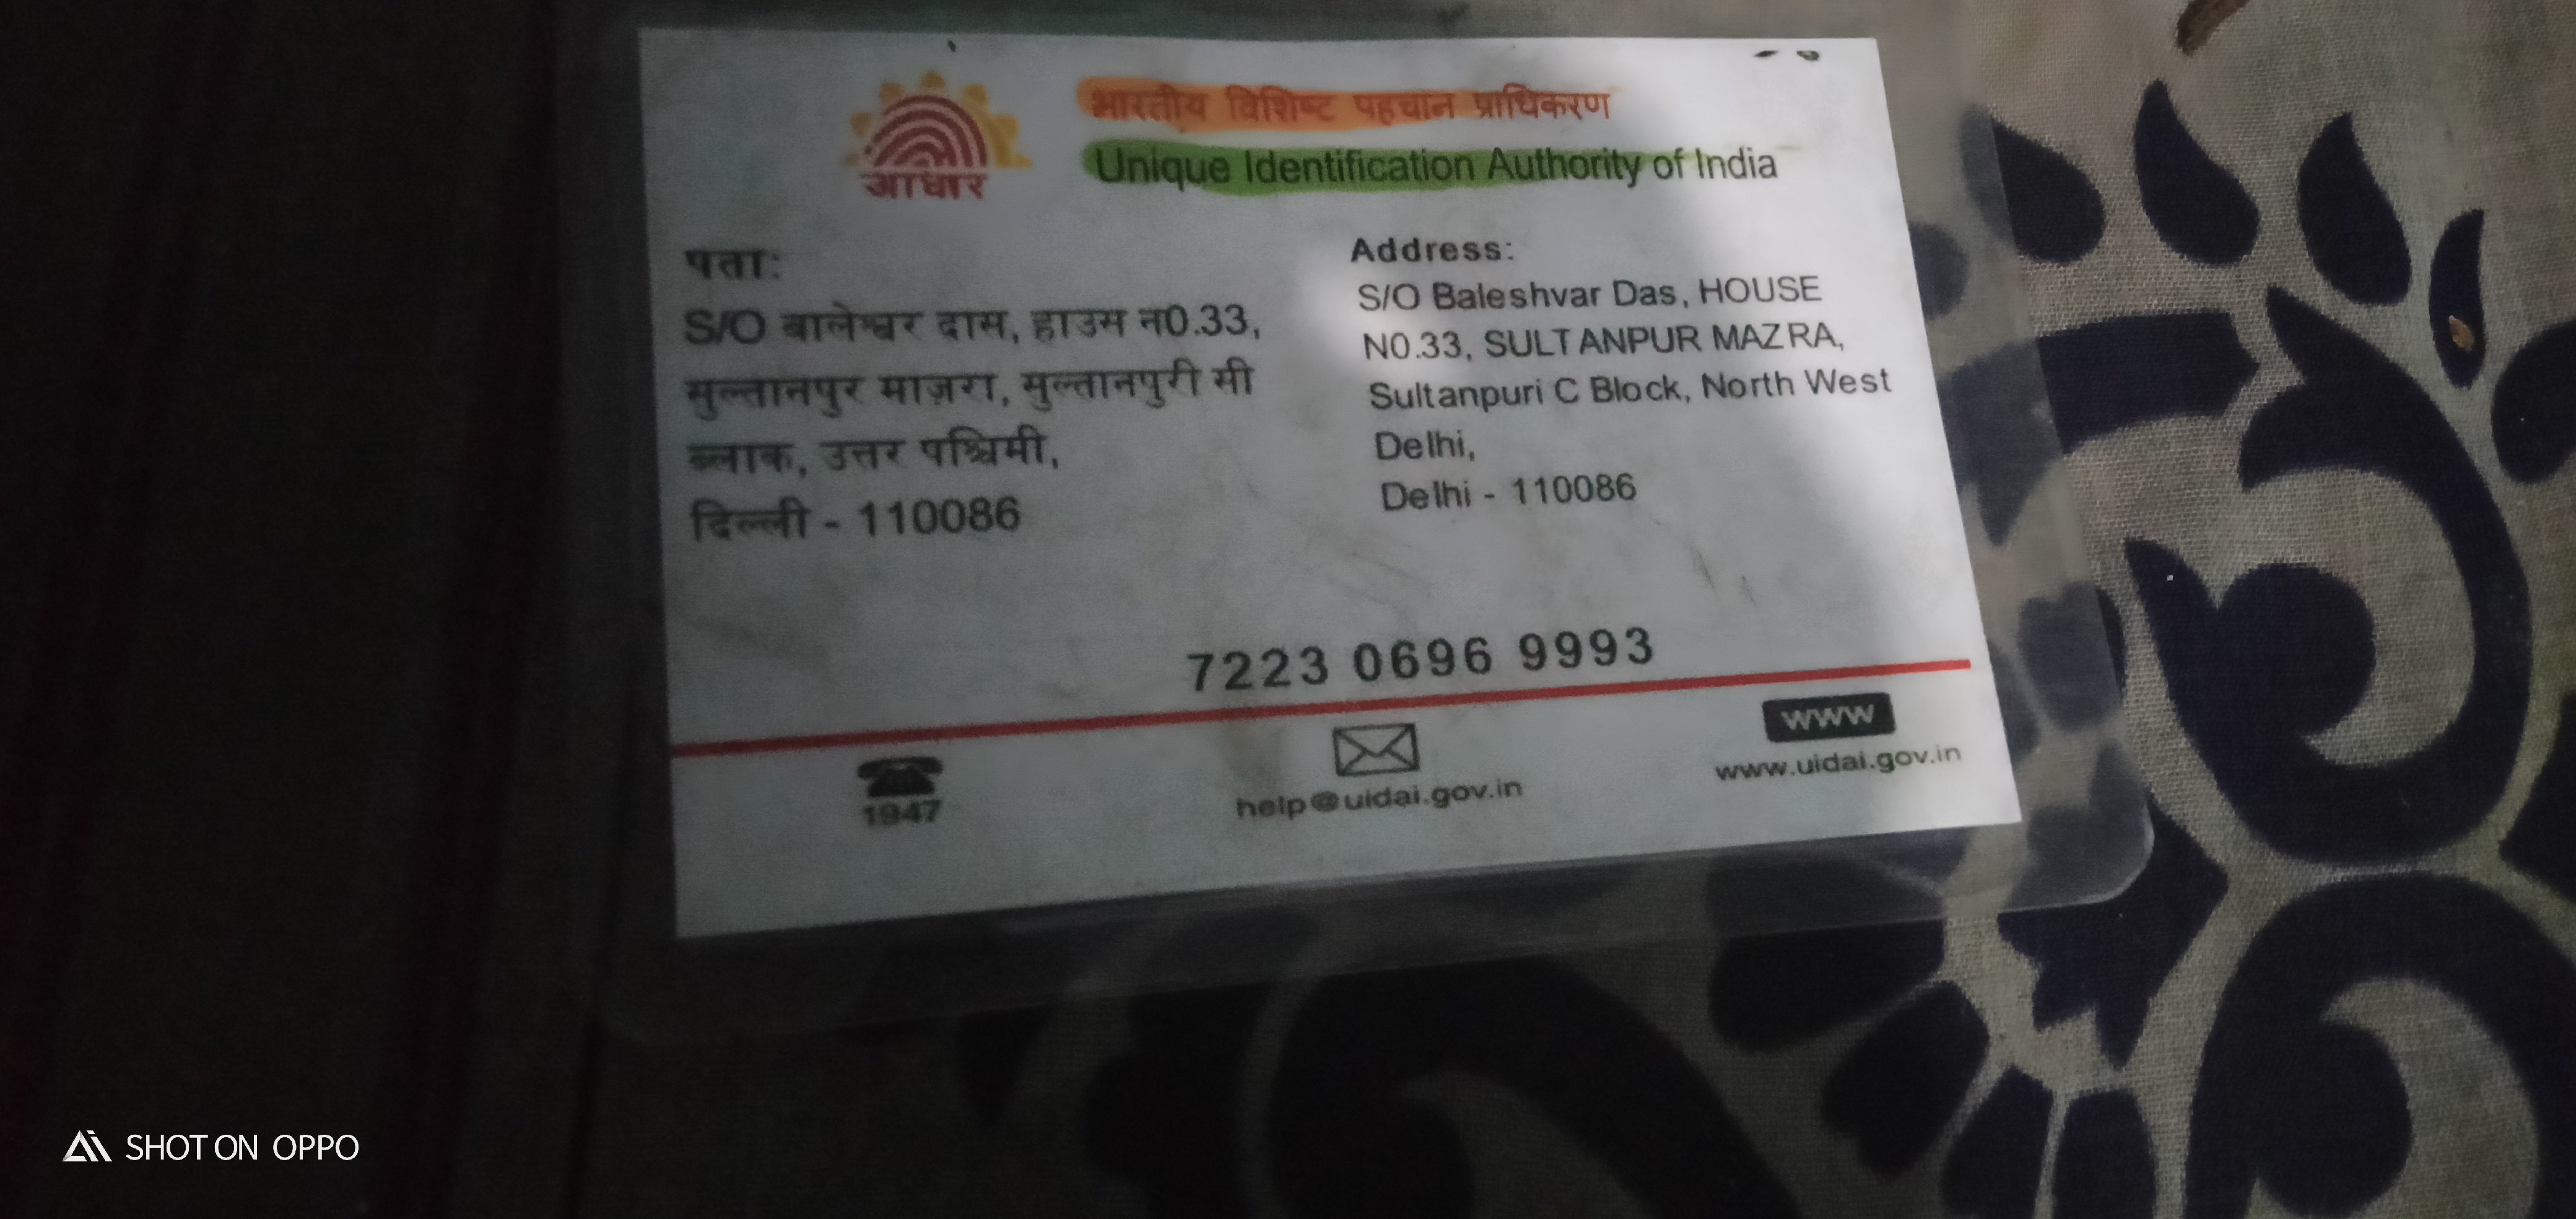 भारतीय विशिष्ट पहचान प्राधिकरण
Unique Identification Authority of India
आधार
पता:
S/O बालेश्वर दास, हाउस न0.33,
सुल्तानपुर माज़रा, सुल्तानपुरी सी
ब्लाक, उत्तर पश्चिमी,
दिल्ली - 110086
Address:
S/O Baleshvar Das, HOUSE
N0.33, SULTANPUR MAZRA,
Sultanpuri C Block, North West
Delhi,
Delhi - 110086
7223 0696 9993
1947
help@uidai.gov.in
www
www.uidai.gov.in
SHOT ON OPPO